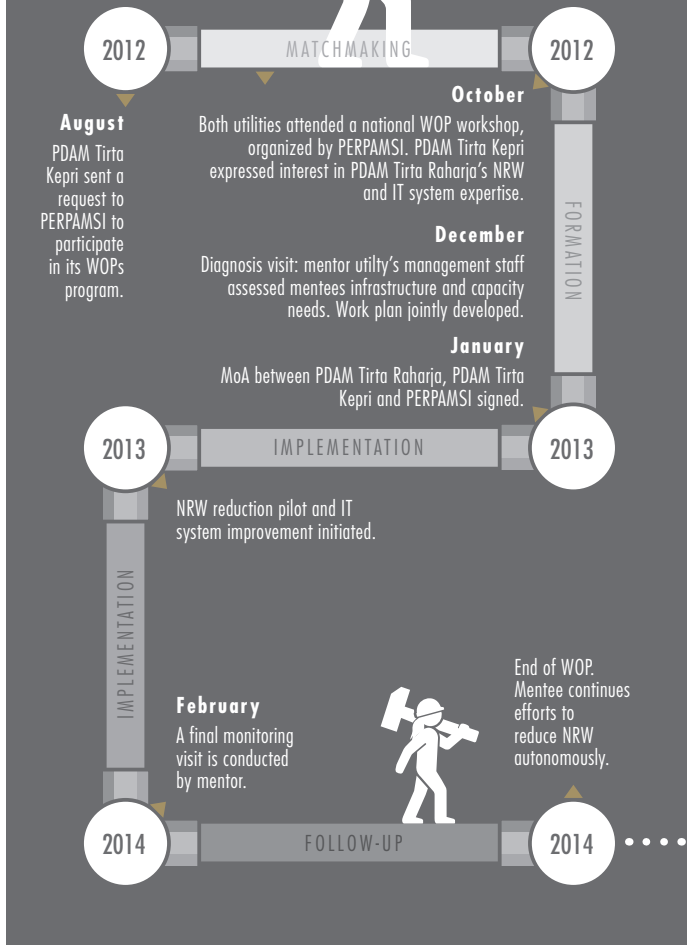 2012
MATCHMAKING
2012
August
PDAM Tirta
Kepri sent a
request to
PERPAMSI to
participate
in its WOPs
program.
October
Both utilities attended a national WOP workshop,
organized by PERPAMSI. PDAM Tirta Kepri
expressed interest in PDAM Tirta Raharja’s NRW
and IT system expertise.
FORMATION
December
Diagnosis visit: mentor utilty’s management staff
assessed mentees infrastructure and capacity
needs. Work plan jointly developed.
January
MoA between PDAM Tirta Raharja, PDAM Tirta
Kepri and PERPAMSI signed.
2013
IMPLEMENTATION
2013
NRW reduction pilot and IT
system improvement initiated.
IMPLEMENTATION
February
A final monitoring
visit is conducted
by mentor.
End of WOP.
Mentee continues
efforts to
reduce NRW
autonomously.
2014
FOLLOW-UP
2014